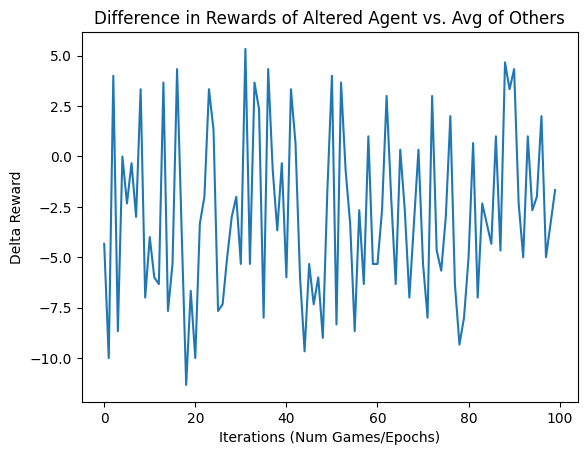 Difference in Rewards of Altered Agent vs. Avg of Others
5.0
2.5
0.0
−2.5
−5.0
−7.5
−10.0
Delta Reward
0 20 40 60 80 100
Iterations (Num Games/Epochs)